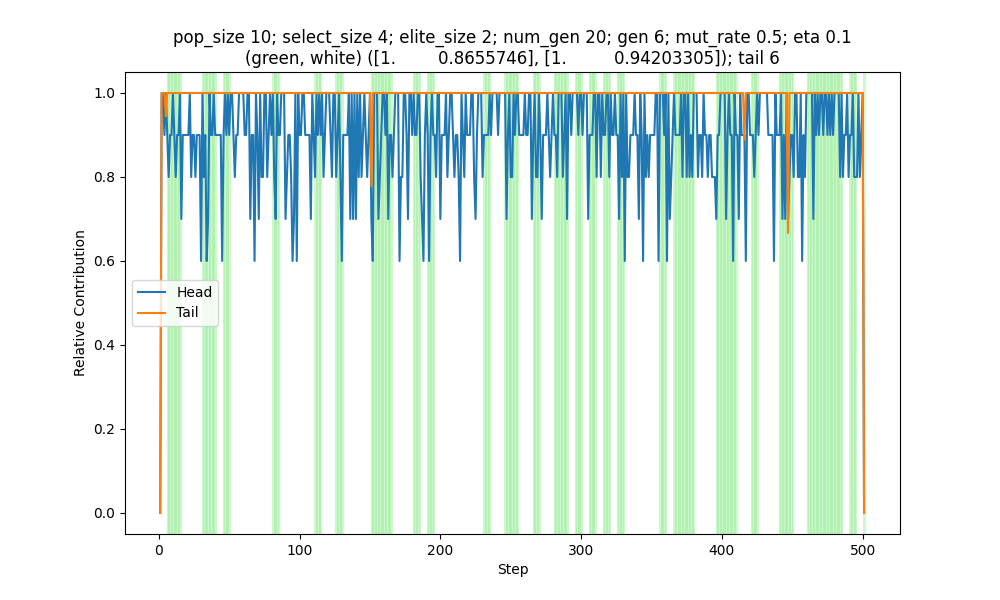 pop_size 10; select_size 4; elite_size 2; num_gen 20; gen 6; mut_rate 0.5; eta 0.1
(green, white) ([1. 0.8655746], [1. 0.94203305]); tail 6
1.0
0.8
0.6
0.4
0.2
0.0
Relative Contribution
Head
Tail
0 100 200 300 400 500
Step